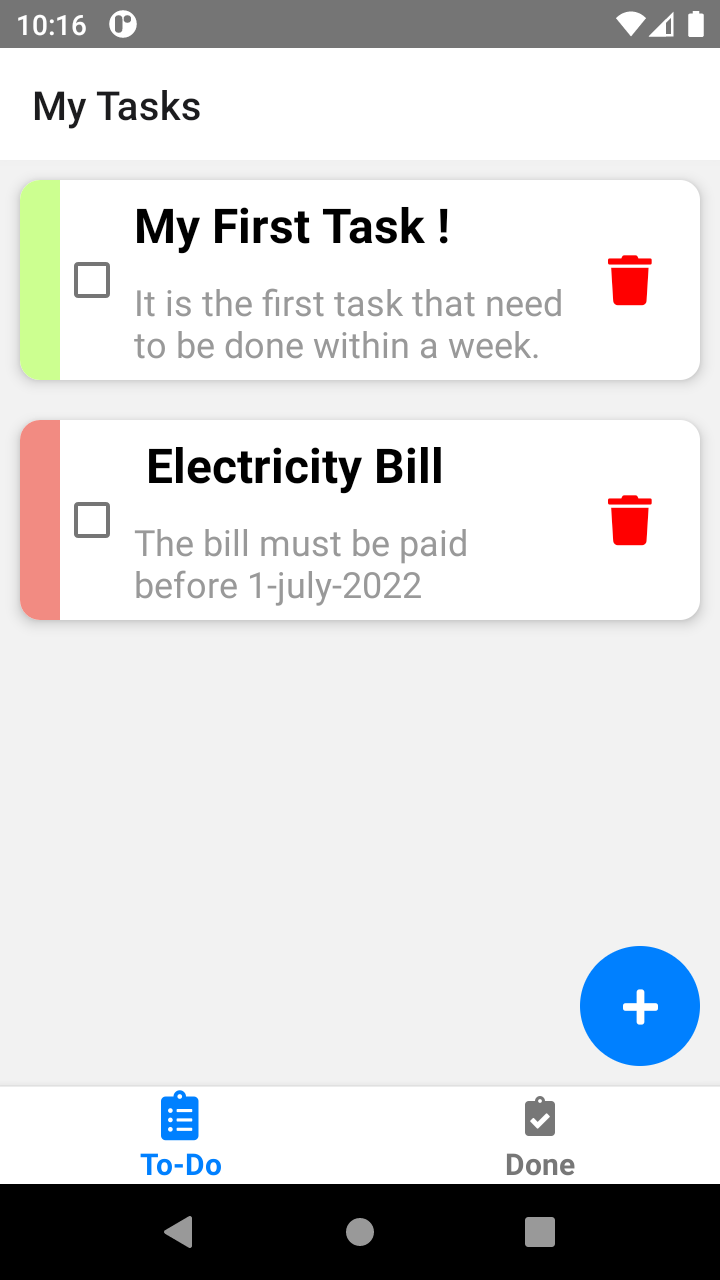 10:16
My Tasks
My First Task !
It is the first task that need
to be done within a week.
Electricity Bill
The bill must be paid
before 1-july-2022
To-Do
Done